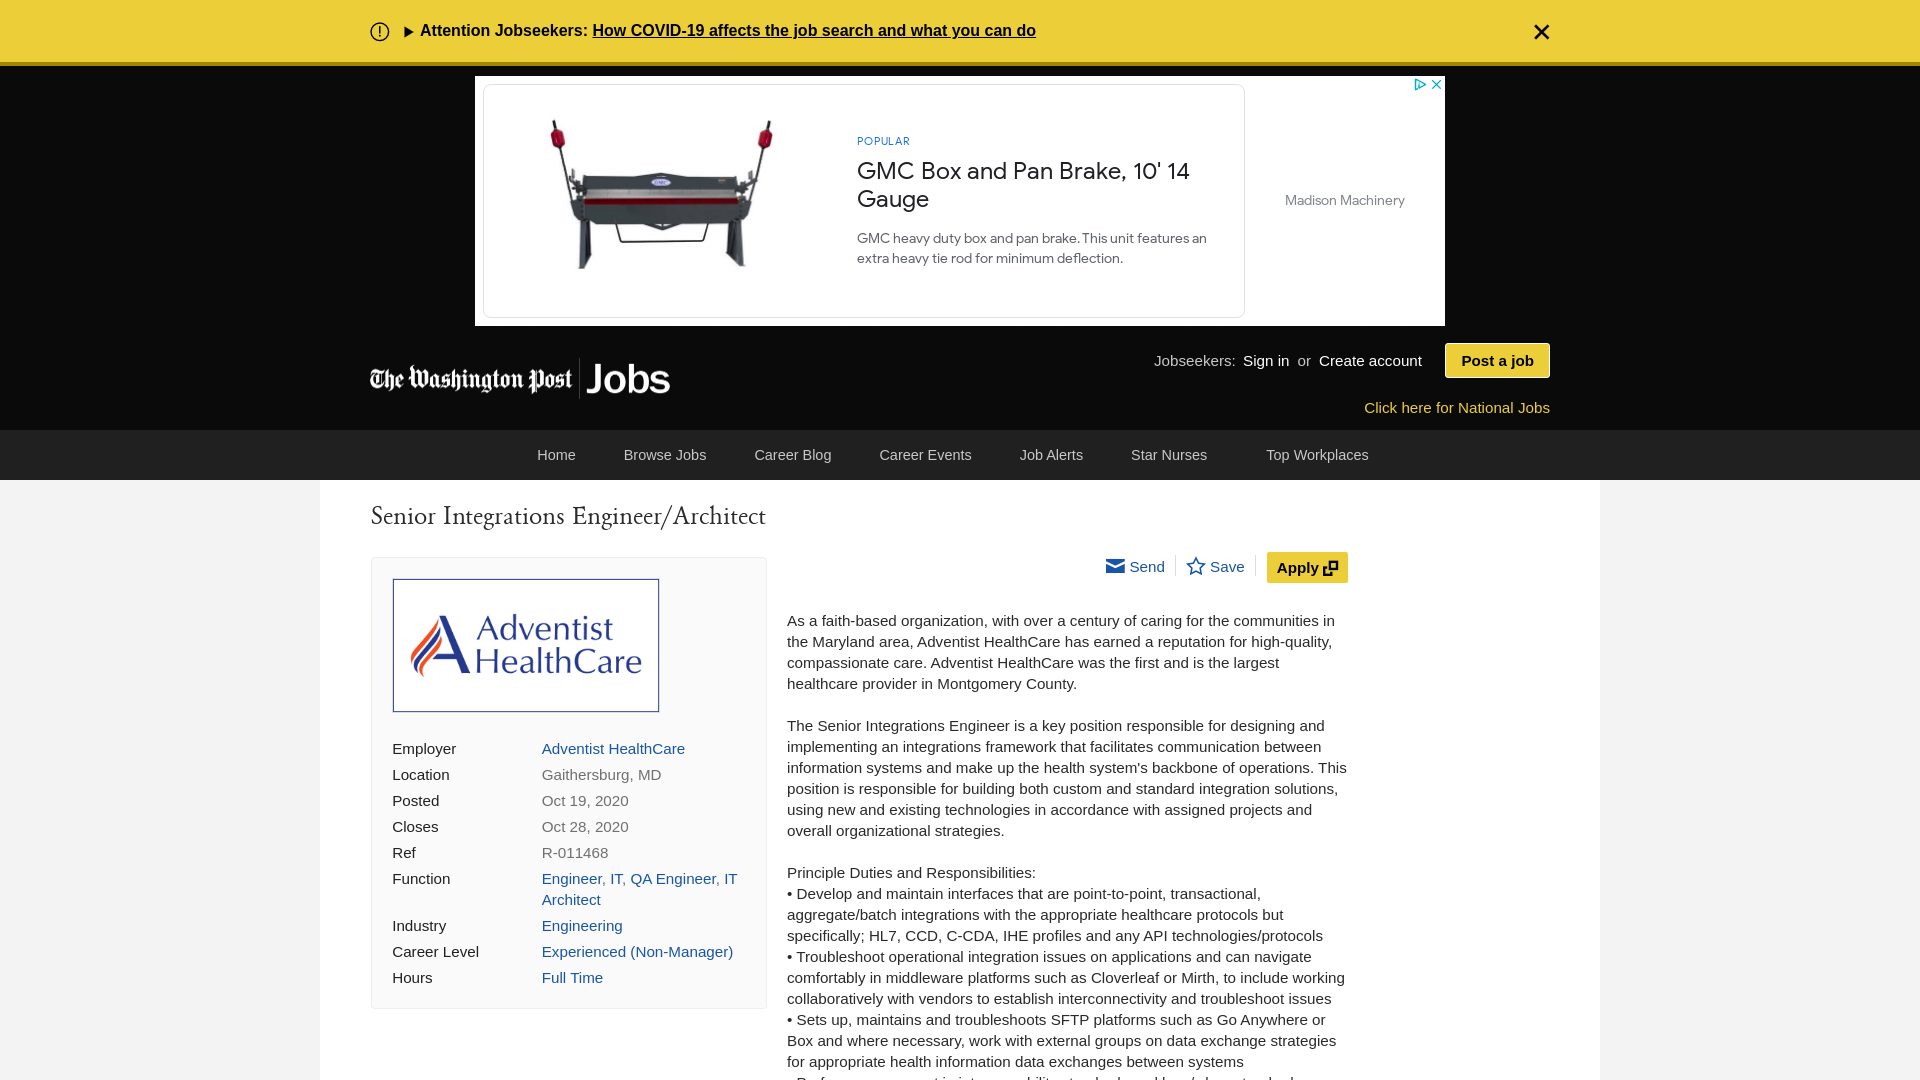 Attention Jobseekers: How COVID-19 affects the job search and what you can do
POPULAR
GMC Box and Pan Brake, 10' 14
Gauge
GMC heavy duty box and pan brake. This unit features an
extra heavy tie rod for minimum deflection.
Madison Machinery
The Washington Post Jobs
Jobseekers: Sign in or Create account
Post a job
Click here for National Jobs
Home Browse Jobs Career Blog Career Events Job Alerts Star Nurses Top Workplaces
Senior Integrations Engineer/Architect
Send Save Apply
Adventist
HealthCare
Employer Adventist HealthCare
Location Gaithersburg, MD
Posted Oct 19, 2020
Closes Oct 28, 2020
Ref R-011468
Function Engineer, IT, QA Engineer, IT
Architect
Industry Engineering
Career Level Experienced (Non-Manager)
Hours Full Time
As a faith-based organization, with over a century of caring for the communities in
the Maryland area, Adventist HealthCare has earned a reputation for high-quality,
compassionate care. Adventist HealthCare was the first and is the largest
healthcare provider in Montgomery County.
The Senior Integrations Engineer is a key position responsible for designing and
implementing an integrations framework that facilitates communication between
information systems and make up the health system's backbone of operations. This
position is responsible for building both custom and standard integration solutions,
using new and existing technologies in accordance with assigned projects and
overall organizational strategies.
Principle Duties and Responsibilities:
• Develop and maintain interfaces that are point-to-point, transactional,
aggregate/batch integrations with the appropriate healthcare protocols but
specifically; HL7, CCD, C-CDA, IHE profiles and any API technologies/protocols
• Troubleshoot operational integration issues on applications and can navigate
comfortably in middleware platforms such as Cloverleaf or Mirth, to include working
collaboratively with vendors to establish interconnectivity and troubleshoot issues
• Sets up, maintains and troubleshoots SFTP platforms such as Go Anywhere or
Box and where necessary, work with external groups on data exchange strategies
for appropriate health information data exchanges between systems